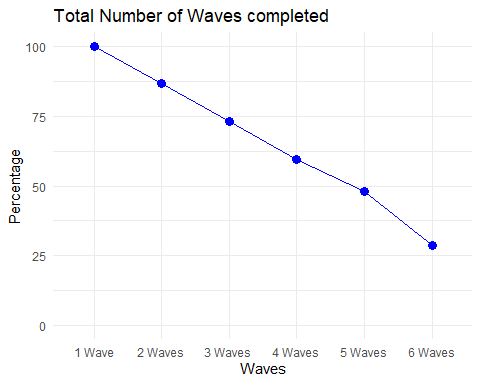 Total Number of Waves completed
100
75
50
25
0
Percentage
1 Wave 2 Waves 3 Waves 4 Waves 5 Waves 6 Waves
Waves